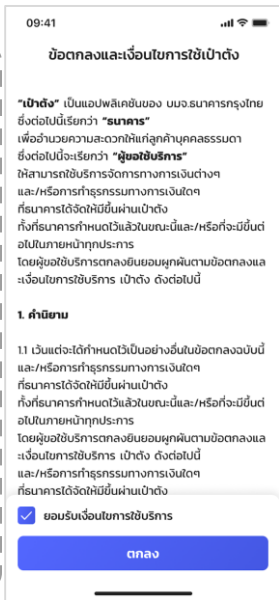 09:41
ข้อตกลงและเงื่อนไขการใช้เป๋าตัง
"เป๋าตัง" เป็นแอปพลิเคชันของ บมจ.ธนาคารกรุงไทย
ซึ่งต่อไปนี้เรียกว่า "ธนาคาร"
เพื่ออำนวยความสะดวกให้แก่ลูกค้าบุคคลธรรมดา
ซึ่งต่อไปนี้จะเรียกว่า "ผู้ขอใช้บริการ"
ให้สามารถใช้บริการจัดการทางการเงินต่างๆ
และ/หรือการทำธุรกรรมทางการเงินใดๆ
ที่ธนาคารได้จัดให้มีขึ้นผ่านเป๋าตัง
ทั้งที่ธนาคารกำหนดไว้แล้วในขณะนี้และ/หรือที่จะมีขึ้นต่
อไปในภายหน้าทุกประการ
โดยผู้ขอใช้บริการตกลงยินยอมผูกพันตามข้อตกลงแล
ะเงื่อนไขการใช้บริการ เป๋าตัง ดังต่อไปนี้
1. คำนิยาม
1.1 เว้นแต่จะได้กำหนดไว้เป็นอย่างอื่นในข้อตกลงฉบับนี้
และ/หรือการทำธุรกรรมทางการเงินใดๆ
ที่ธนาคารได้จัดให้มีขึ้นผ่านเป๋าตัง
ทั้งที่ธนาคารกำหนดไว้แล้วในขณะนี้และ/หรือที่จะมีขึ้นต่
อไปในภายหน้าทุกประการ
โดยผู้ขอใช้บริการตกลงยินยอมผูกพันตามข้อตกลงแล
ะเงื่อนไขการใช้บริการ เป๋าตัง ดังต่อไปนี้
และ/หรือการทำธุรกรรมทางการเงินใดๆ
ที่ธนาคารได้จัดให้มีขึ้นผ่านเป๋าตัง
ยอมรับเงื่อนไขการใช้บริการ
ตกลง